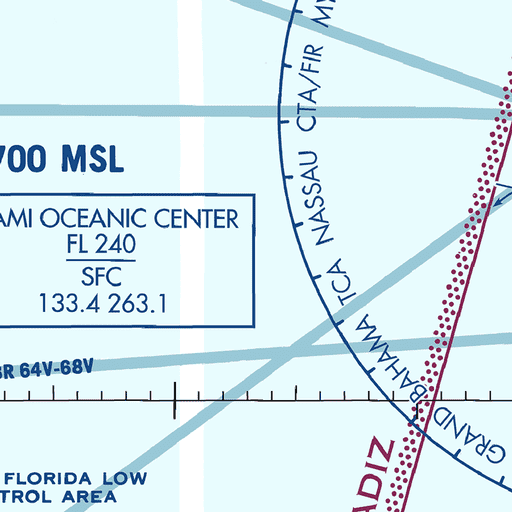 700 MSL
AMI OCEANIC CENTER
FL 240
SFC
133.4 263.1
BR 64V-68V
FLORIDA LOW
TROL AREA
NASSAU CTA/FIR
GRAND BAHAMA TCA
ADIZ